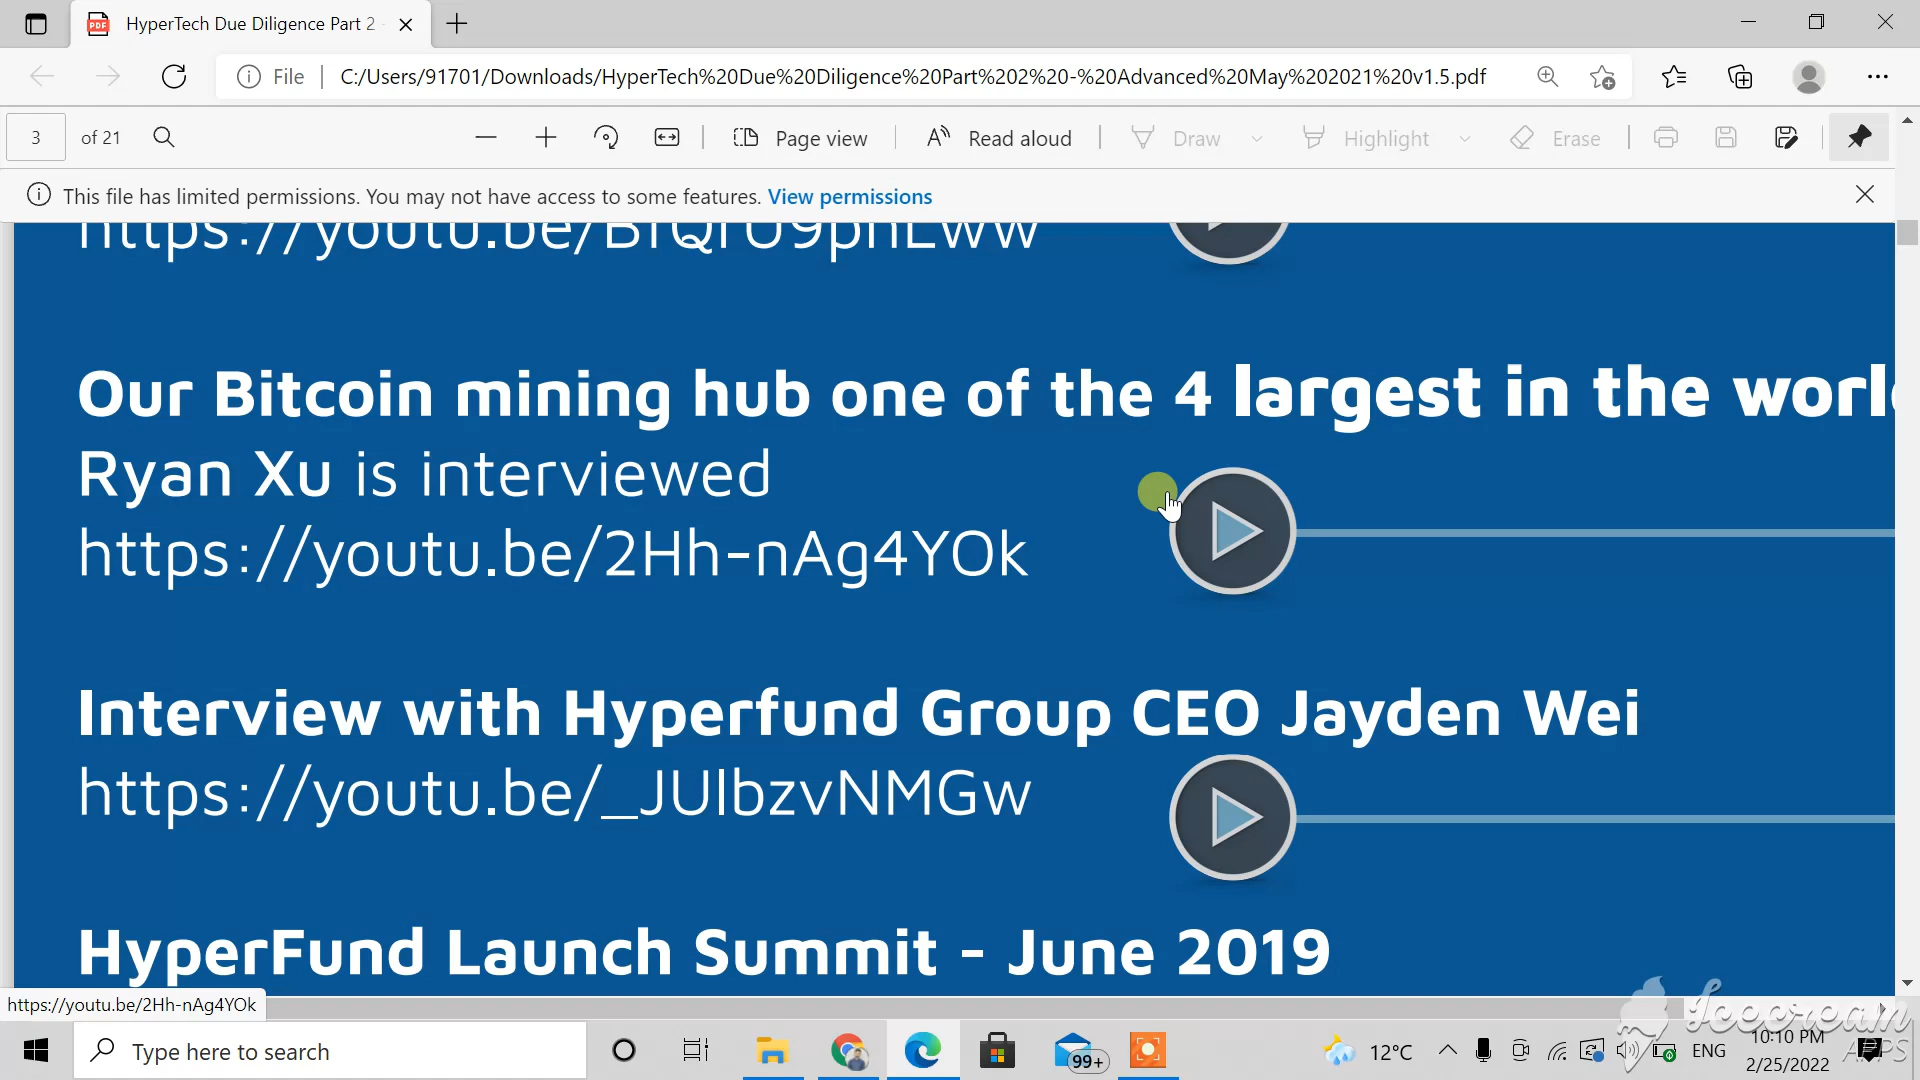 HyperTech Due Diligence Part 2 -
File
C:/Users/91701/Downloads/HyperTech%20Due%20Diligence%20Part%202%20-%20Advanced%20May%202021%20v1.5.pdf
3 of 21
Page view
Read aloud
Draw
Highlight
Erase
This file has limited permissions. You may not have access to some features. View permissions
Our Bitcoin mining hub one of the 4 largest in the
Ryan Xu is interviewed
https://youtu.be/2Hh-nAg4YOk
Interview with Hyperfund Group CEO Jayden Wei
https://youtu.be/_JUlbzvNMGw
HyperFund Launch Summit - June 2019
https://youtu.be/2Hh-nAg4YOk
Icecream
APPS
Type here to search
99+
12°C
ENG
10:10 PM
2/25/2022